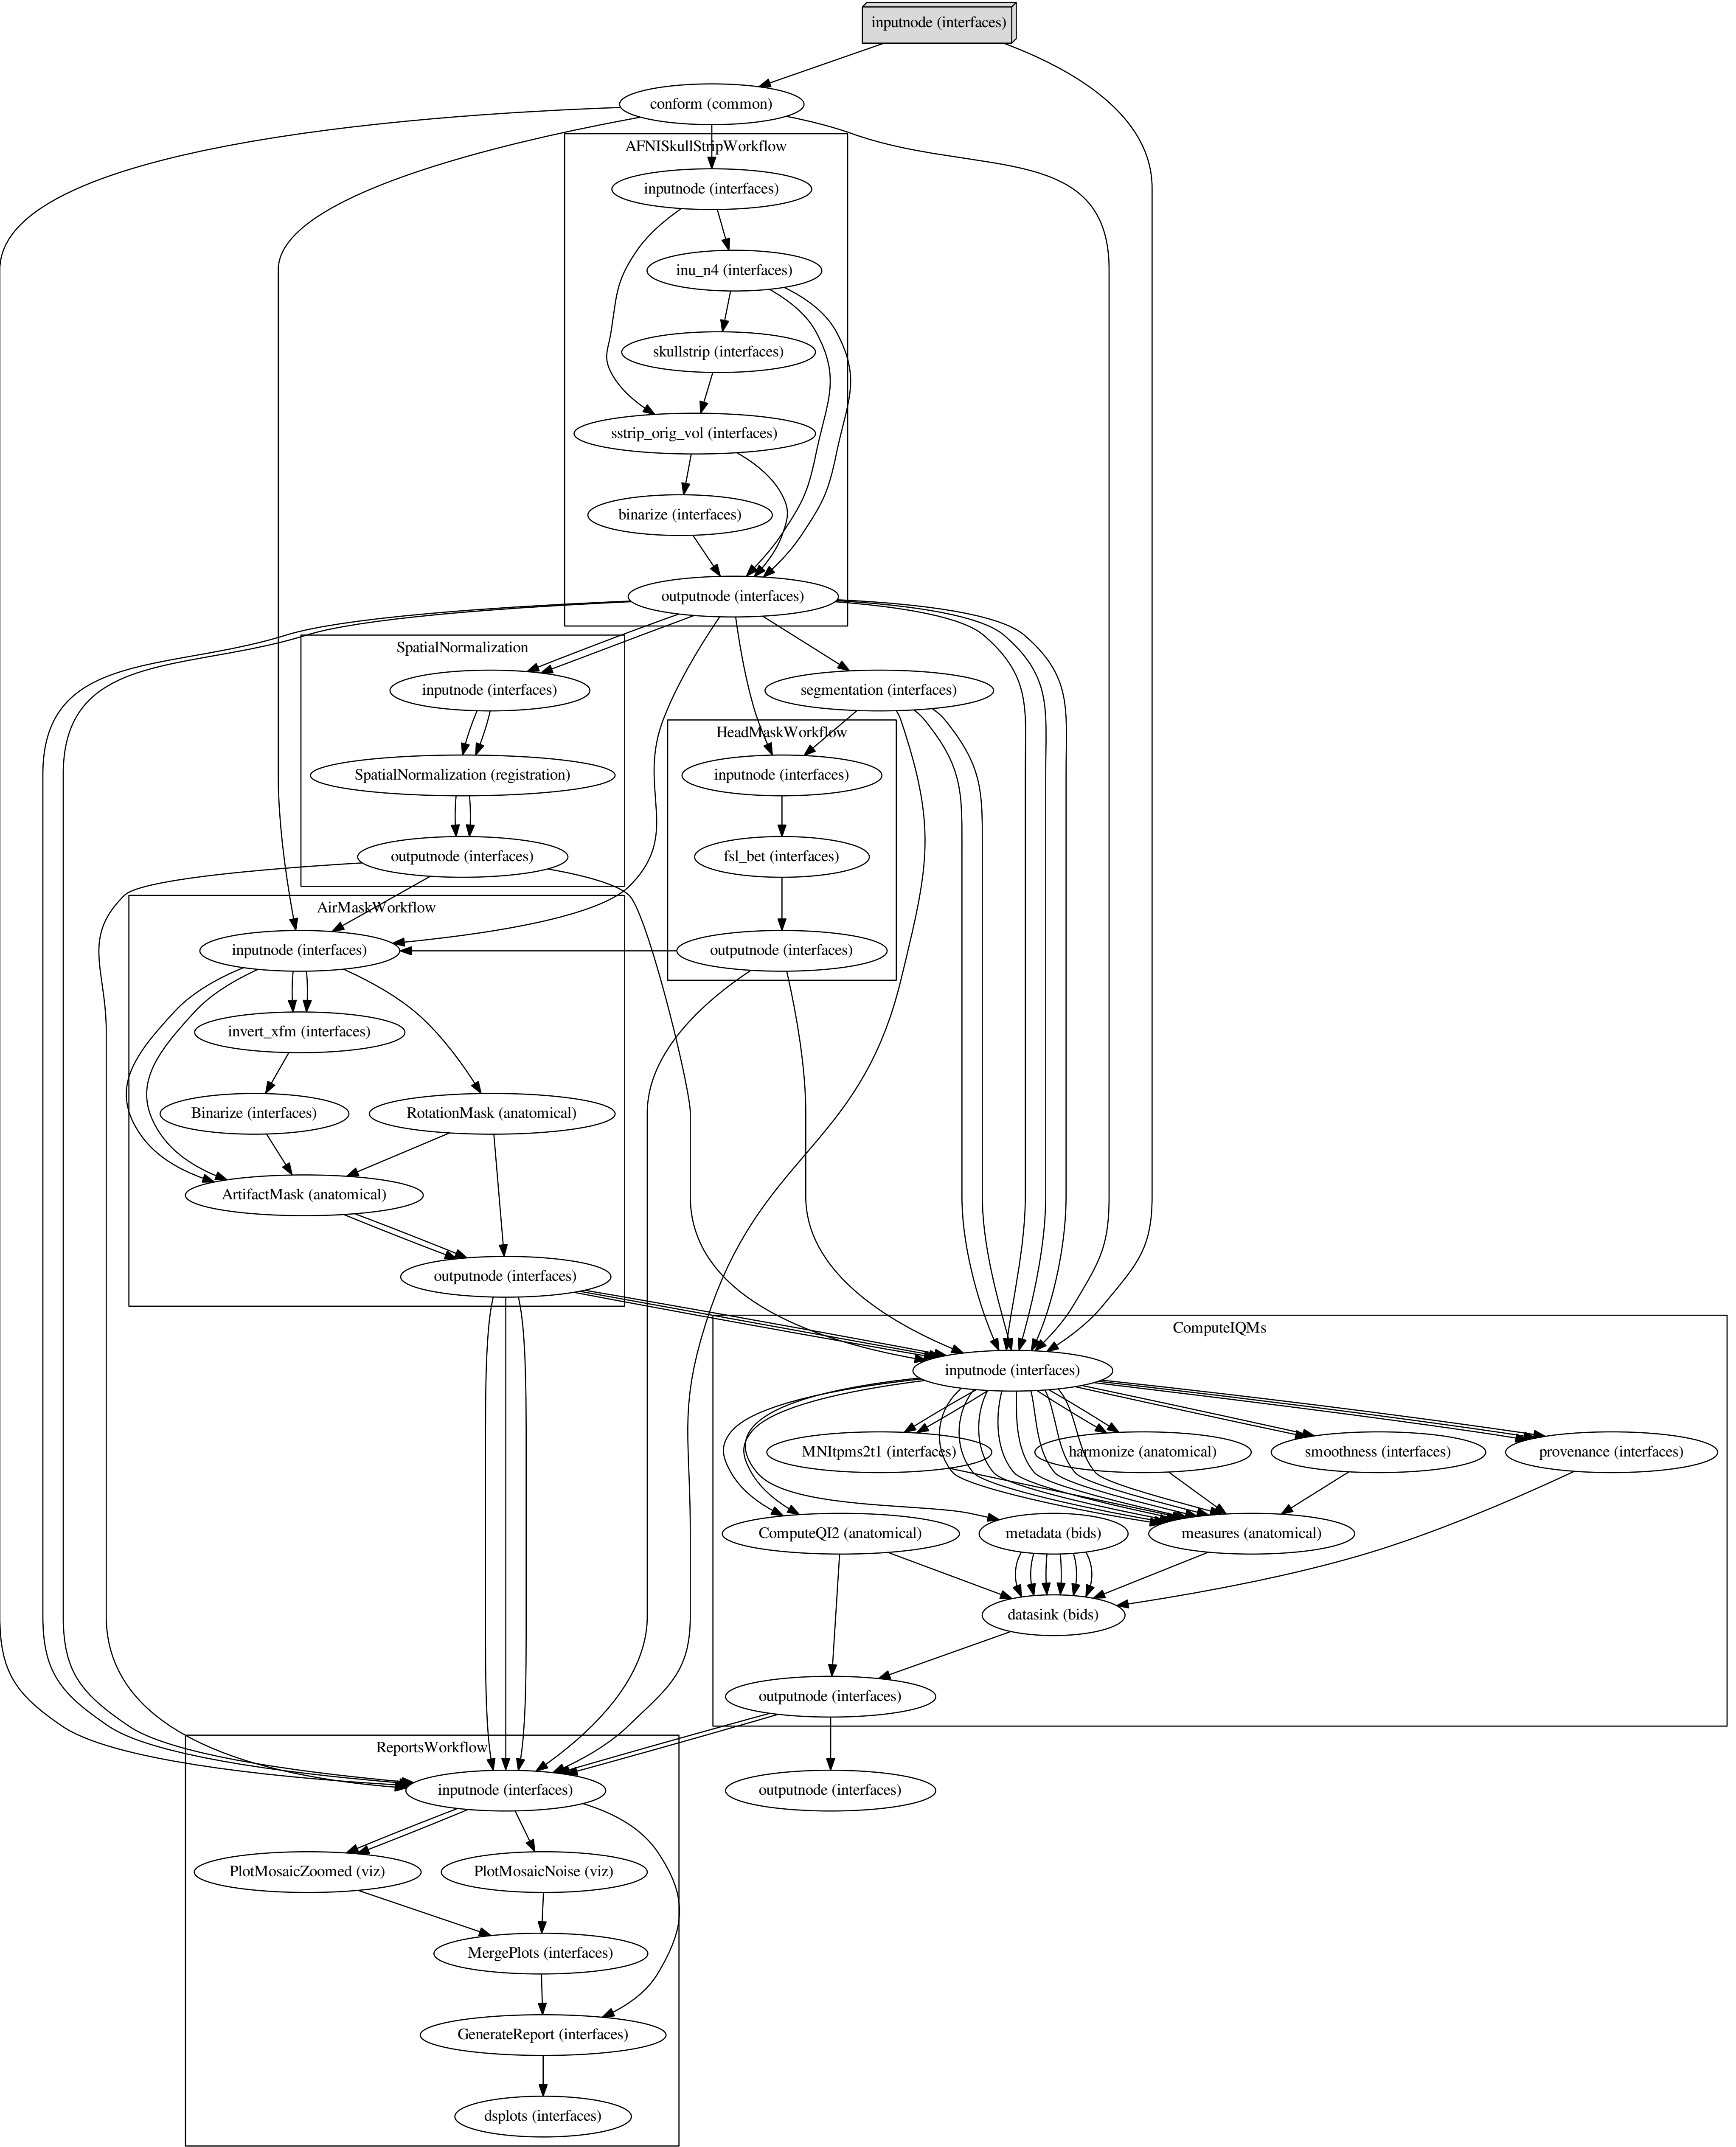 inputnode (interfaces)
conform (common)
AFNISkullStripWorkflow
inputnode (interfaces)
inu_n4 (interfaces)
skullstrip (interfaces)
sstrip_orig_vol (interfaces)
binarize (interfaces)
outputnode (interfaces)
SpatialNormalization
inputnode (interfaces)
segmentation (interfaces)
HeadMaskWorkflow
SpatialNormalization (registration)
inputnode (interfaces)
outputnode (interfaces)
fsl_bet (interfaces)
AirMaskWorkflow
inputnode (interfaces)
outputnode (interfaces)
invert_xfm (interfaces)
Binarize (interfaces)
RotationMask (anatomical)
ArtifactMask (anatomical)
outputnode (interfaces)
ComputeIQMs
inputnode (interfaces)
MNItpms2t1 (interfaces)
harmonize (anatomical)
smoothness (interfaces)
provenance (interfaces)
ComputeQI2 (anatomical)
metadata (bids)
measures (anatomical)
datasink (bids)
outputnode (interfaces)
ReportsWorkflow
inputnode (interfaces)
outputnode (interfaces)
PlotMosaicZoomed (viz)
PlotMosaicNoise (viz)
MergePlots (interfaces)
GenerateReport (interfaces)
dsplots (interfaces)